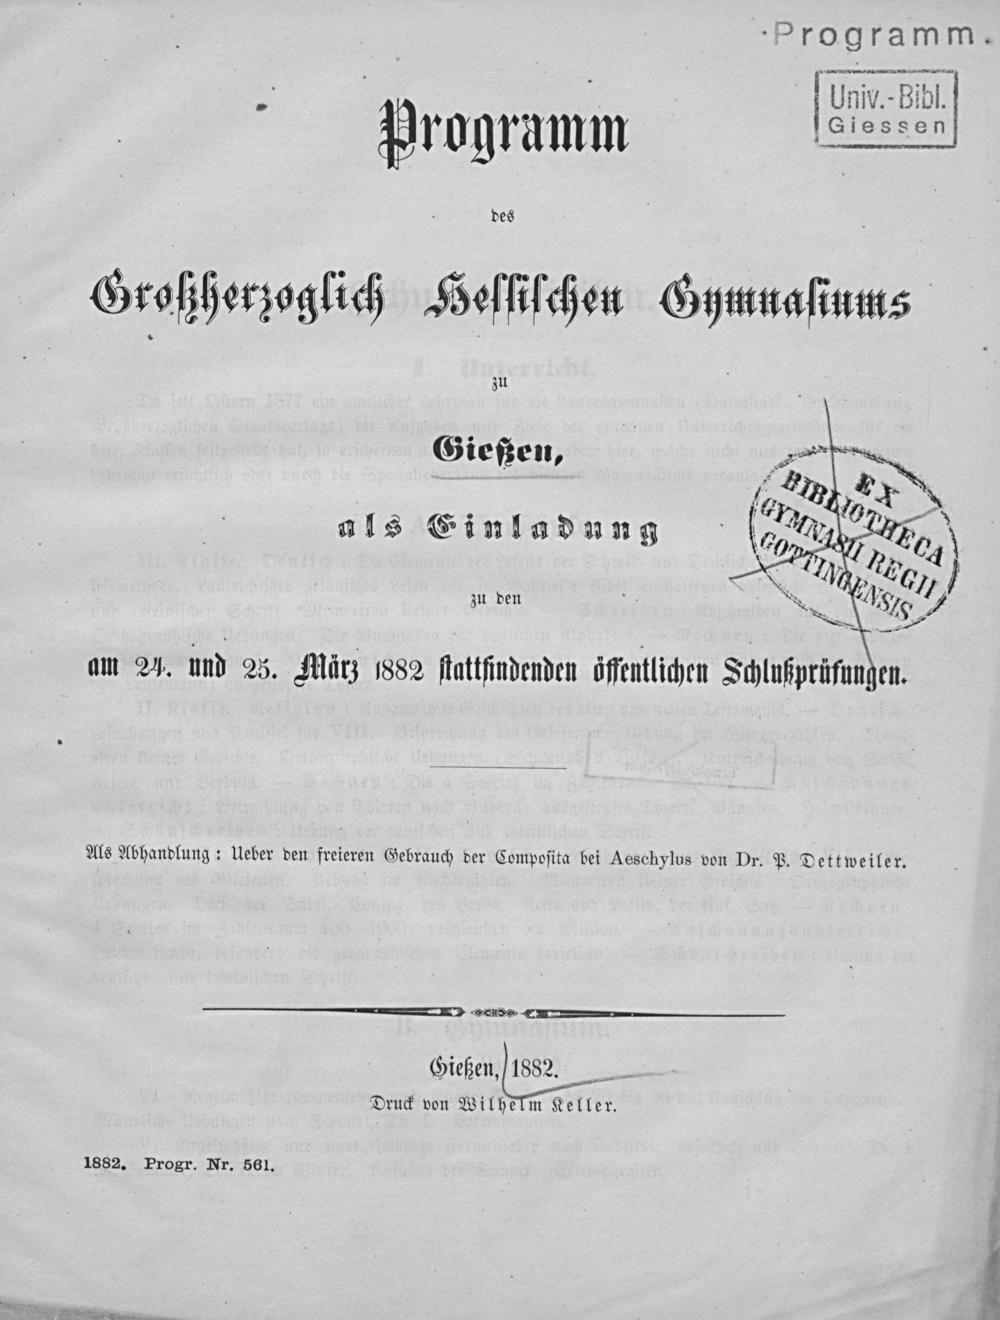 Programm.
Univ.-Bibl.
Giessen
Programm
des
Großherzoglich Hessischen Gymnasiums
zu
Gießen,
als Einladung
zu den
am 24. und 25. März 1882 stattfindenden öffentlichen Schlußprüfungen.
EX
BIBLIOTHECA
GYMNASII REGII
GOTTINGENSIS
Als Abhandlung: Ueber den freieren Gebrauch der Composita bei Aeschylus von Dr. P. Dettweiler.
Gießen, 1882.
Druck von Wilhelm Keller.
1882. Progr. Nr. 561.